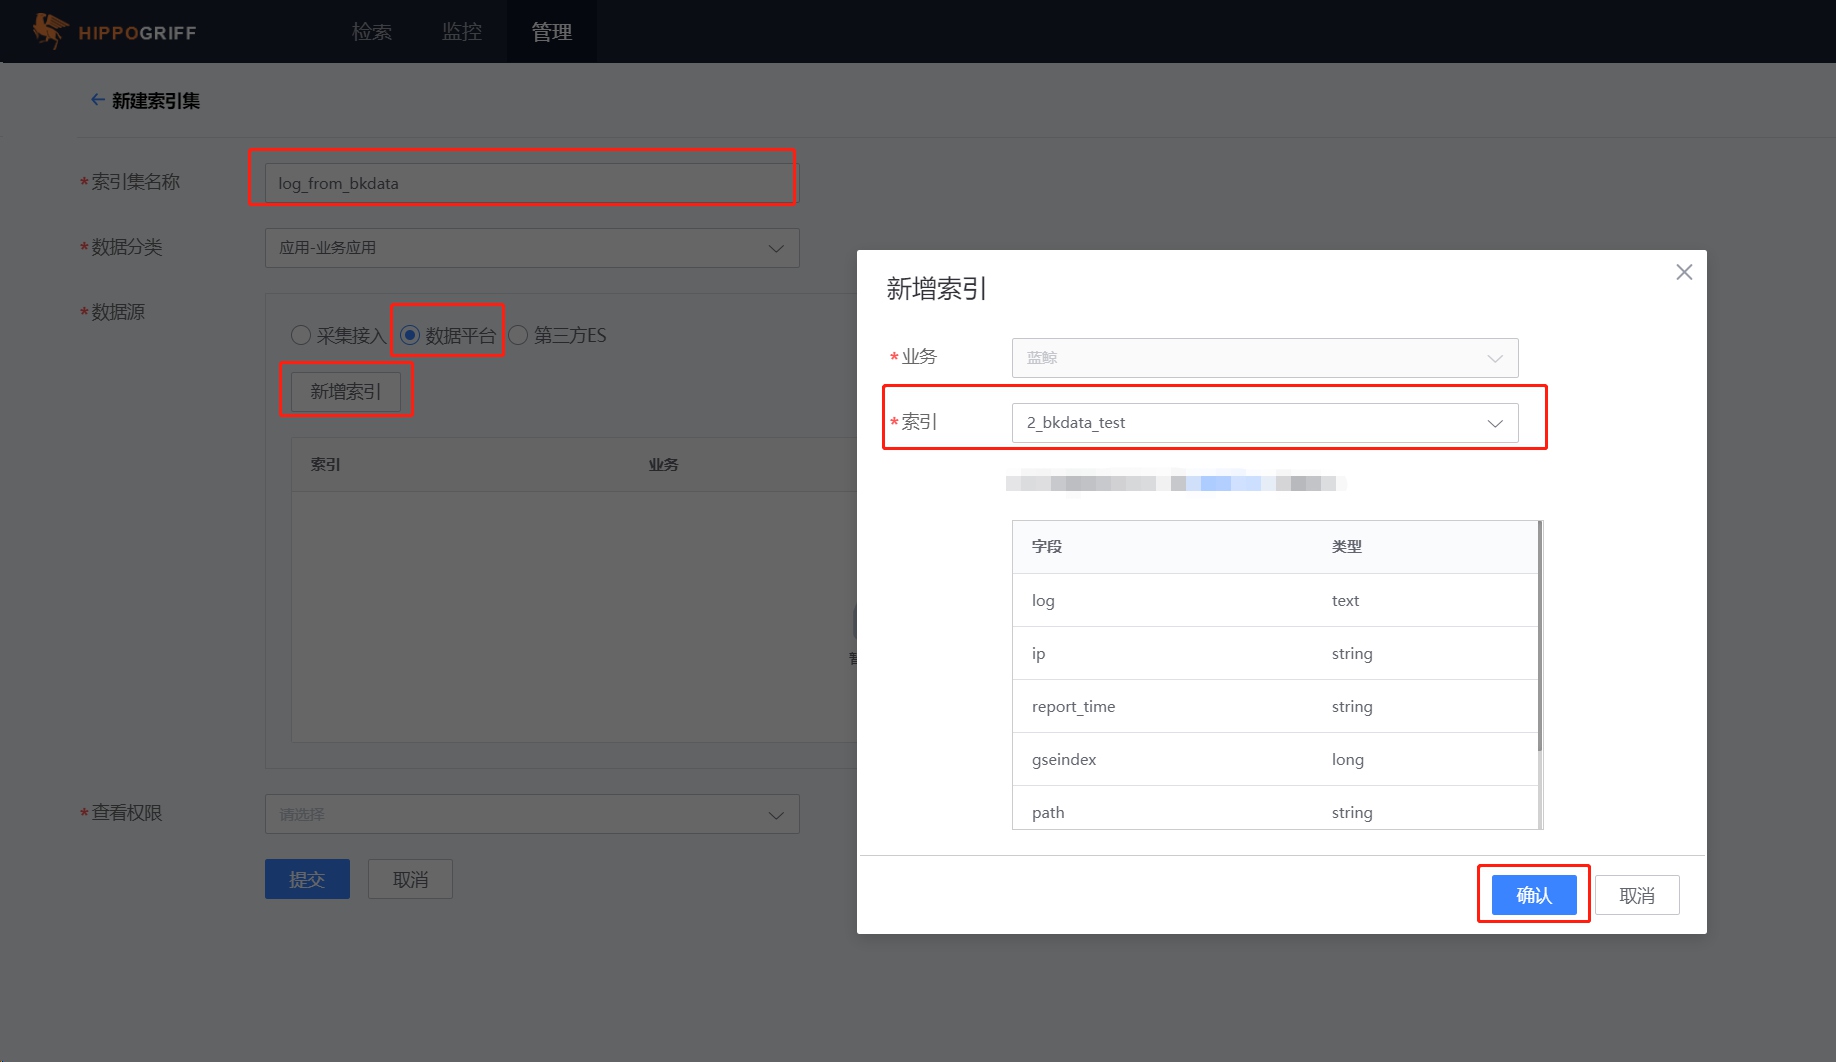 HIPPOGRIFF
检索
监控
管理
← 新建索引集
*索引集名称
log_from_bkdata
*数据分类
应用-业务应用
*数据源
采集接入
数据平台
第三方ES
新增索引
索引
业务
*查看权限
请选择
提交
取消
新增索引
*业务
蓝鲸
*索引
2_bkdata_test
字段
类型
log
text
ip
string
report_time
string
gseindex
long
path
string
确认
取消